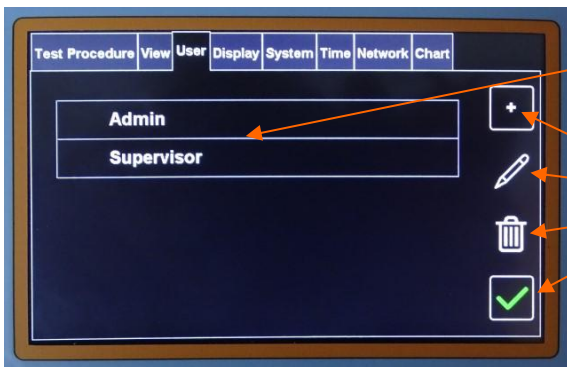 Test Procedure View User Display System Time Network Chart
Admin
Supervisor